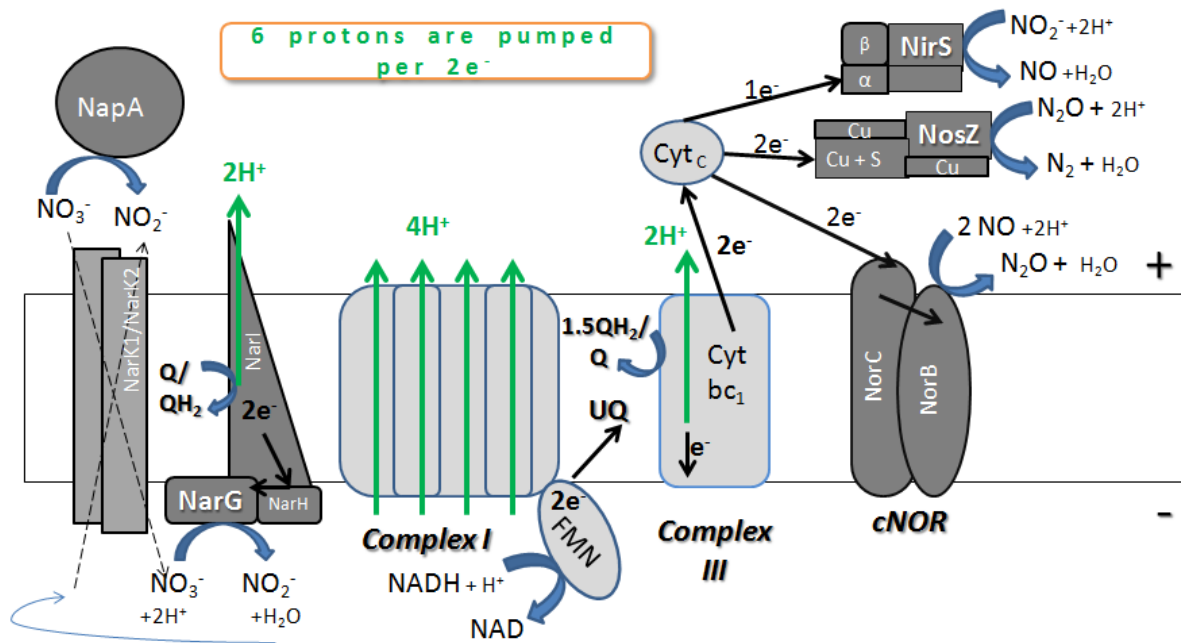 6 protons are pumped
per 2e⁻
NapA
NO₃⁻
NO₂⁻
NarK1/NarK2
2H⁺
NarI
Q/
QH₂
2e⁻
NarG
NarH
NO₃⁻
+2H⁺
NO₂⁻
+H₂O
4H⁺
Complex I
2e⁻
FMN
NADH + H⁺
NAD
UQ
2H⁺
1.5QH₂/
Q
Cyt
bc₁
e⁻
Complex
III
2e⁻
Cyt c
1e⁻
2e⁻
2e⁻
β
α
NirS
NO₂⁻+2H⁺
NO +H₂O
Cu
Cu + S
NosZ
Cu
N₂O + 2H⁺
N₂ + H₂O
2 NO +2H⁺
N₂O + H₂O
NorC
NorB
cNOR
+
-